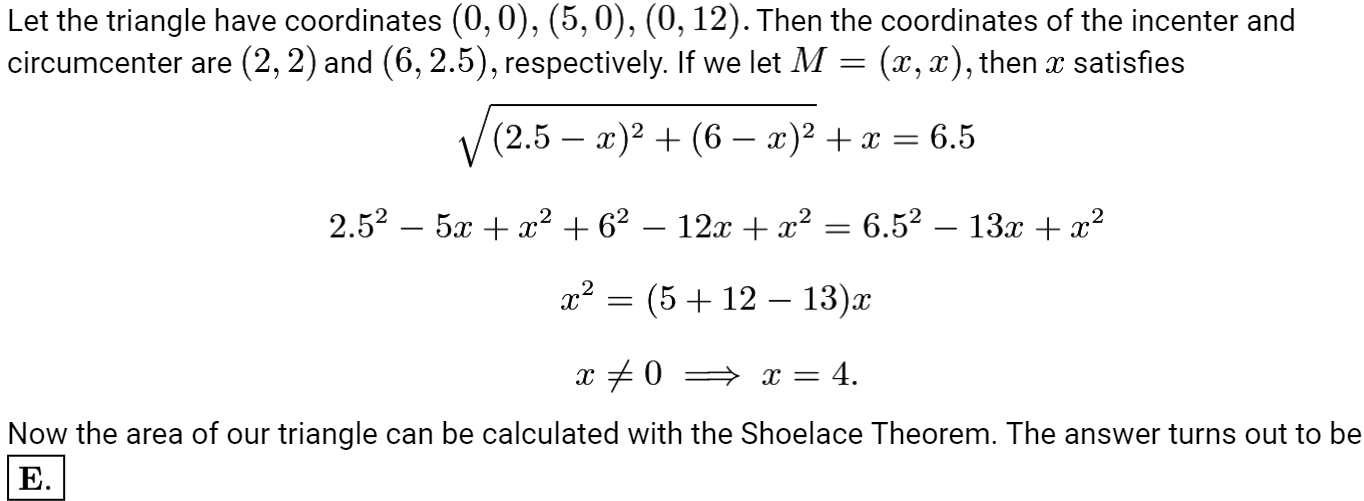 Let the triangle have coordinates (0, 0), (5, 0), (0, 12). Then the coordinates of the incenter and
circumcenter are (2, 2) and (6, 2.5), respectively. If we let M = (x, x), then x satisfies
√((2.5 − x)² + (6 − x)²) + x = 6.5
2.5² − 5x + x² + 6² − 12x + x² = 6.5² − 13x + x²
x² = (5 + 12 − 13)x
x ≠ 0 ⟹ x = 4.
Now the area of our triangle can be calculated with the Shoelace Theorem. The answer turns out to be
E.